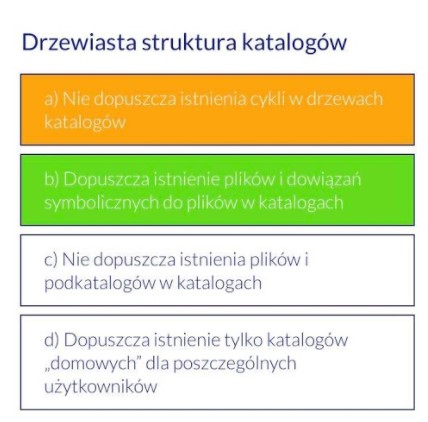 Drzewiasta struktura katalogów
a) Nie dopuszcza istnienia cykli w drzewach
katalogów
b) Dopuszcza istnienie plików i dowiązań
symbolicznych do plików w katalogach
c) Nie dopuszcza istnienia plików i
podkatalogów w katalogach
d) Dopuszcza istnienie tylko katalogów
„domowych” dla poszczególnych
użytkowników